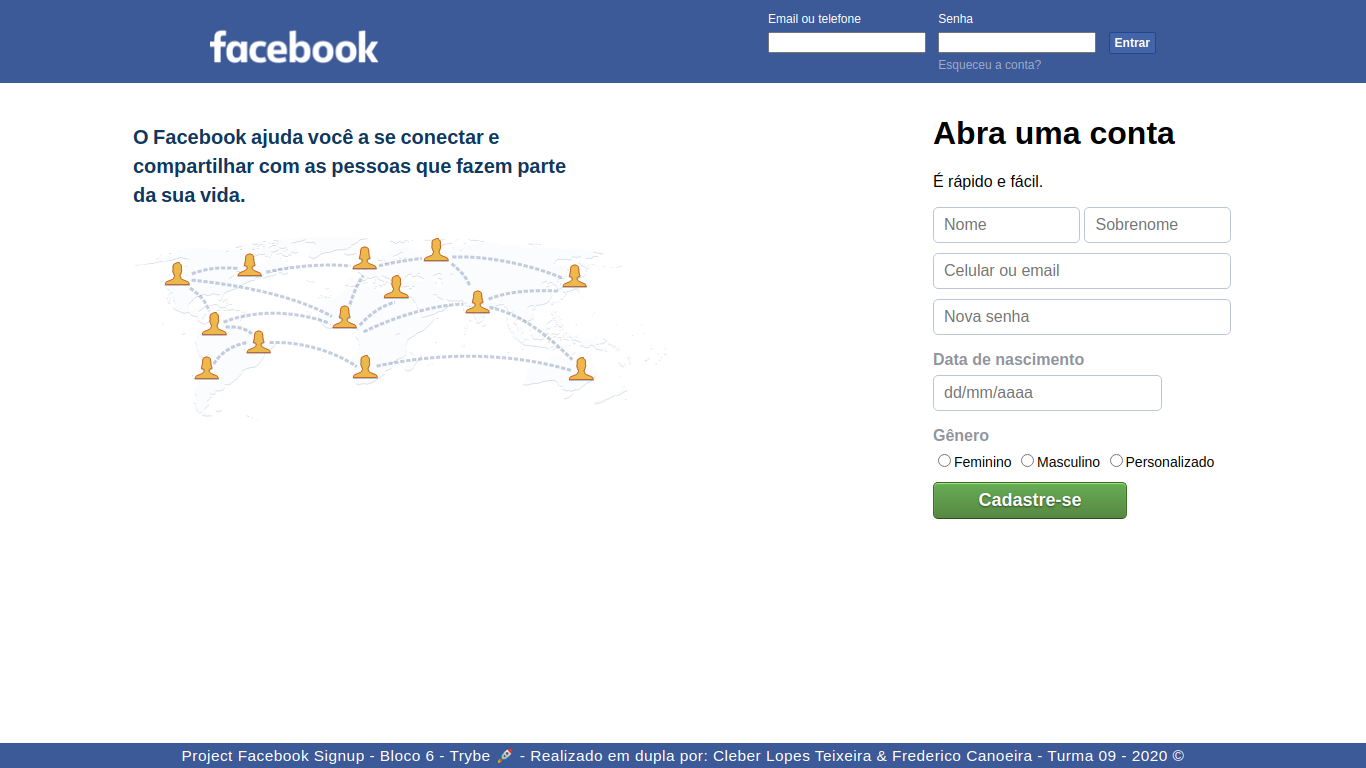 facebook
Email ou telefone
Senha
Entrar
Esqueceu a conta?
O Facebook ajuda você a se conectar e
compartilhar com as pessoas que fazem parte
da sua vida.
Abra uma conta
É rápido e fácil.
Nome
Sobrenome
Celular ou email
Nova senha
Data de nascimento
dd/mm/aaaa
Gênero
Feminino Masculino Personalizado
Cadastre-se
Project Facebook Signup - Bloco 6 - Trybe 🚀 - Realizado em dupla por: Cleber Lopes Teixeira & Frederico Canoeira - Turma 09 - 2020 ©